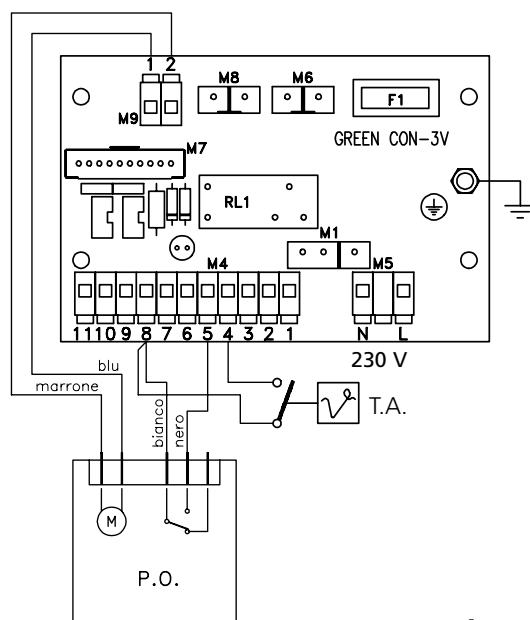 1 2
M9
M8
M6
F1
GREEN CON-3V
M7
RL1
M1
M4
M5
11 10 9 8 7 6 5 4 3 2 1
N L
230 V
blu
marrone
bianco
nero
T.A.
M
P.O.